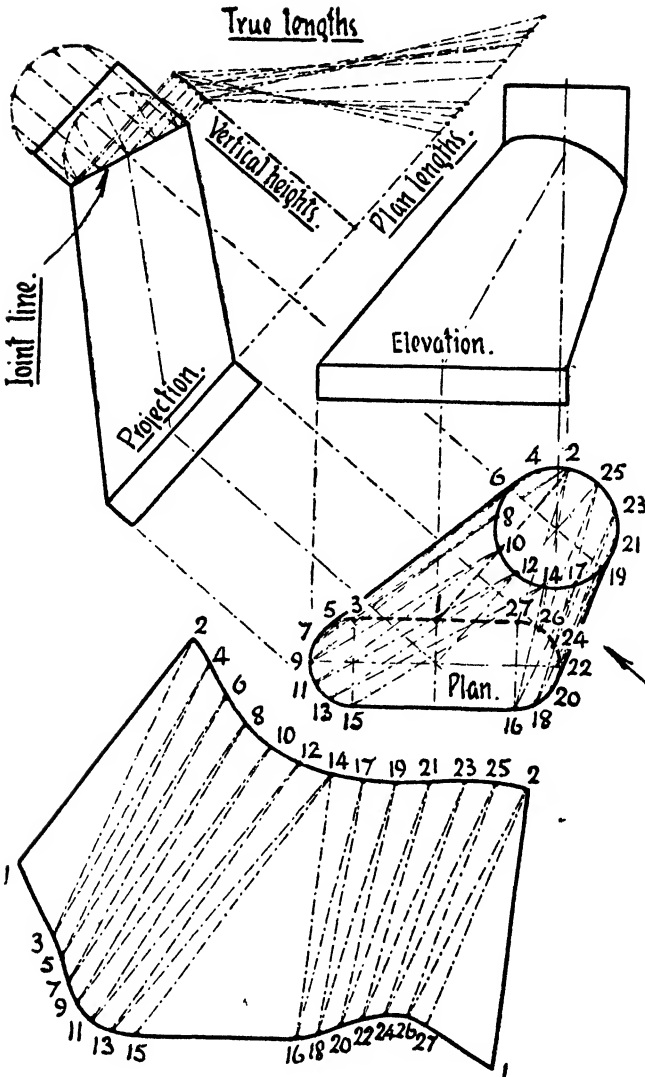 True lengths
Vertical heights.
Plan lengths.
Joint line.
Projection.
Elevation.
4 2
6 25
8 23
10 21
12 14 17 19
1
5 3 27 26
7 24
9 22
11 Plan. 20
13 15 16 18
2
4
6
8
10
12
14 17 19 21 23 25 2
1
3
5
7
9
11
13 15 16 18 20 22 24 26 27
1